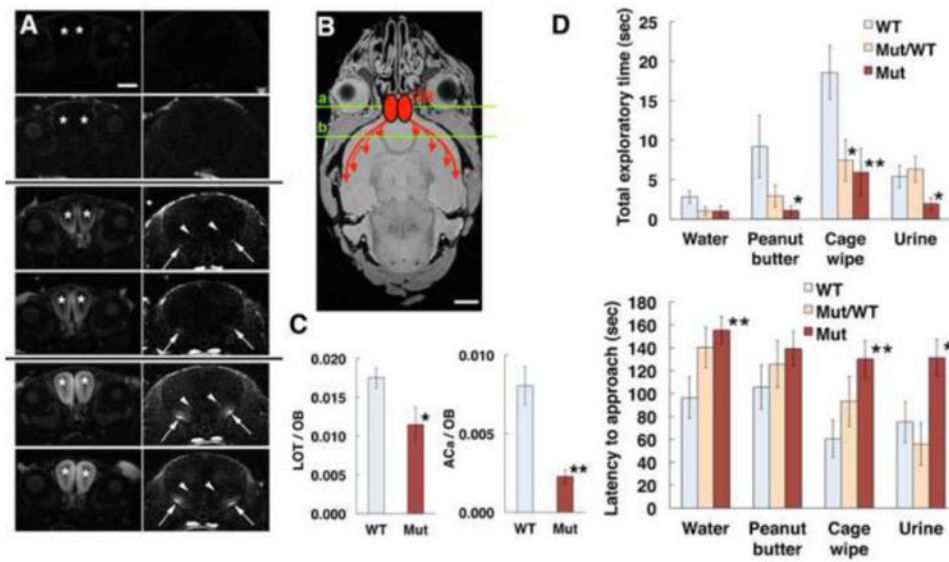 A
B
OB
a
b
C
0.020
0.015
0.010
0.005
0.000
LOT / OB
WT
Mut
*
0.010
0.005
0.000
ACa / OB
WT
Mut
**
D
25
20
15
10
5
0
Total exploratory time (sec)
WT
Mut/WT
Mut
*
*
**
*
Water
Peanut
butter
Cage
wipe
Urine
180
160
140
120
100
80
60
40
20
0
Latency to approach (sec)
WT
Mut/WT
Mut
**
**
*
Water
Peanut
butter
Cage
wipe
Urine